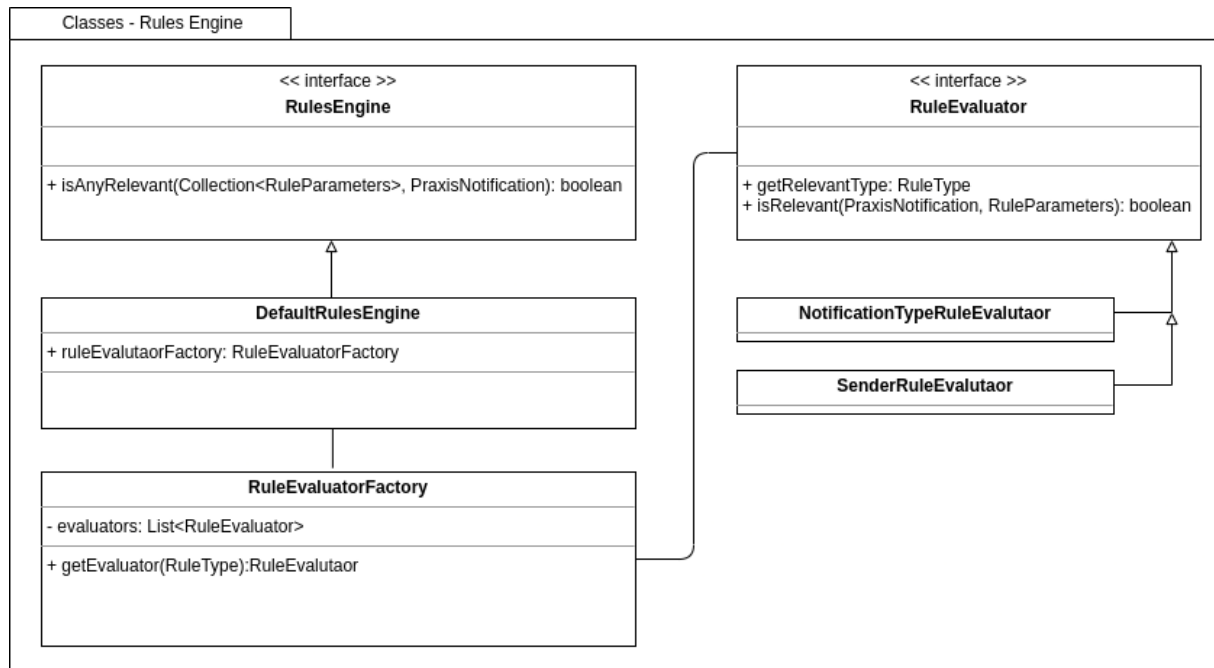 Classes - Rules Engine
<< interface >>
RulesEngine
+ isAnyRelevant(Collection<RuleParameters>, PraxisNotification): boolean
DefaultRulesEngine
+ ruleEvalutaorFactory: RuleEvaluatorFactory
RuleEvaluatorFactory
- evaluators: List<RuleEvaluator>
+ getEvaluator(RuleType):RuleEvalutaor
<< interface >>
RuleEvaluator
+ getRelevantType: RuleType
+ isRelevant(PraxisNotification, RuleParameters): boolean
NotificationTypeRuleEvalutaor
SenderRuleEvalutaor